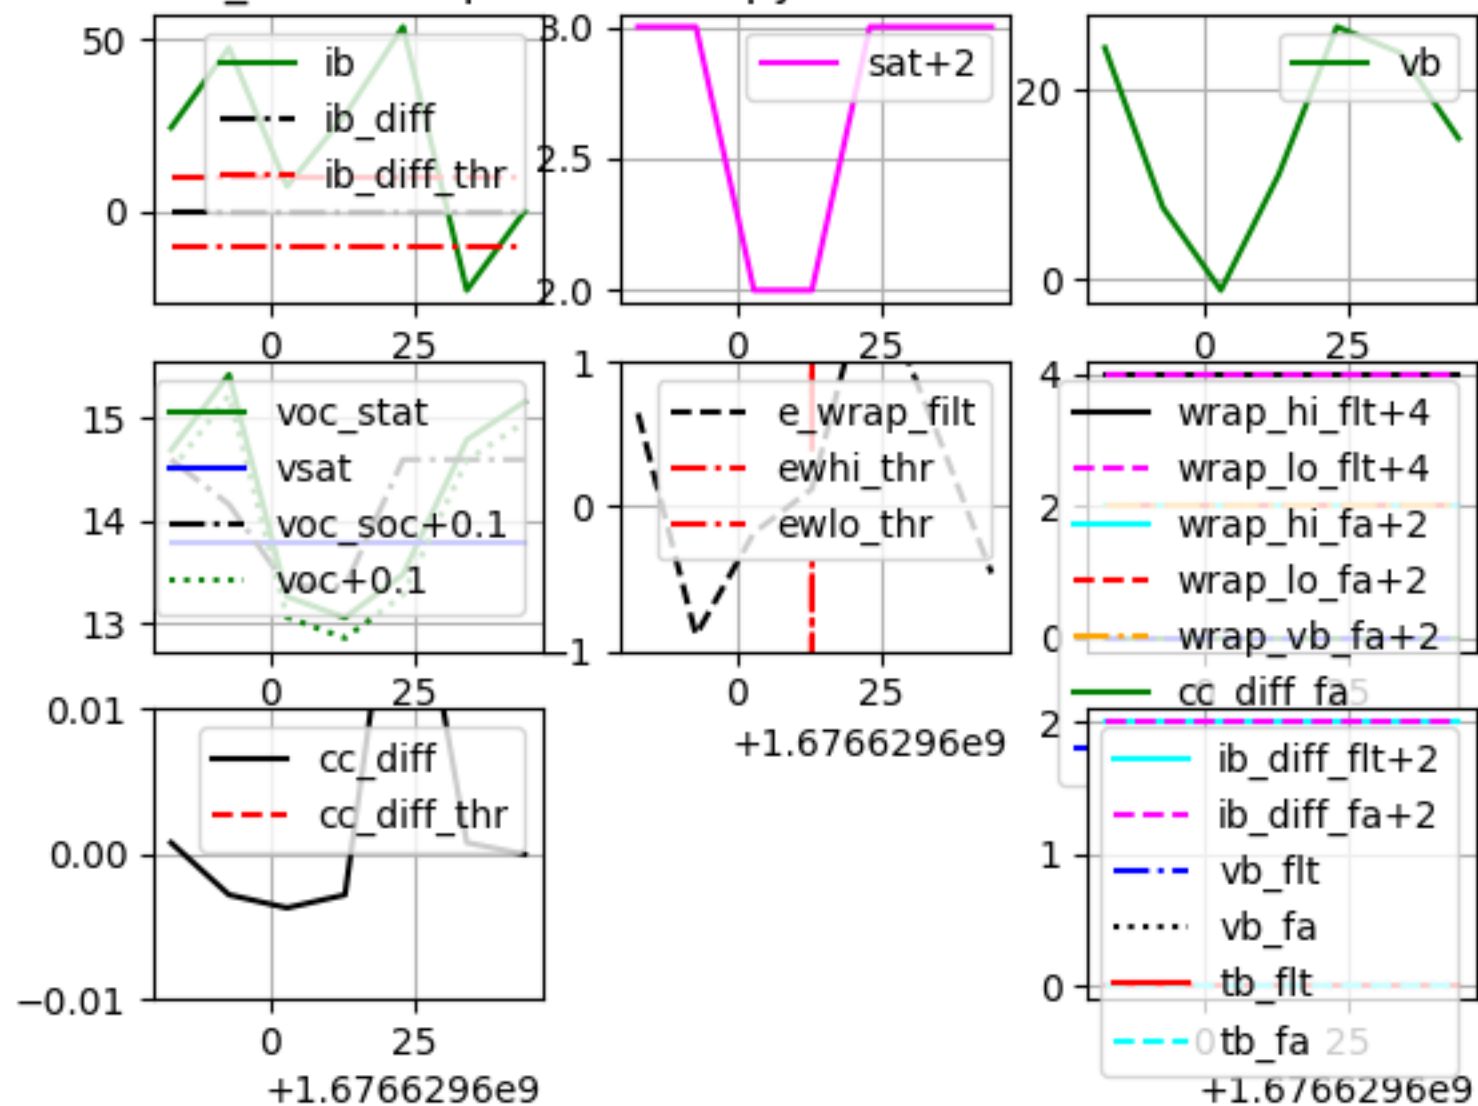 50
0
ib
ib_diff
ib_diff_thr
0
25
3.0
2.5
2.0
sat+2
0
25
20
0
vb
0
25
15
14
13
voc_stat
vsat
voc_soc+0.1
voc+0.1
0
25
1
0
−1
e_wrap_filt
ewhi_thr
ewlo_thr
0
25
+1.6766296e9
4
2
0
wrap_hi_flt+4
wrap_lo_flt+4
wrap_hi_fa+2
wrap_lo_fa+2
wrap_vb_fa+2
cc_diff_fa
0.01
0.00
−0.01
cc_diff
cc_diff_thr
0
25
+1.6766296e9
2
1
0
ib_diff_flt+2
ib_diff_fa+2
vb_flt
vb_fa
tb_flt
tb_fa
0
25
+1.6766296e9